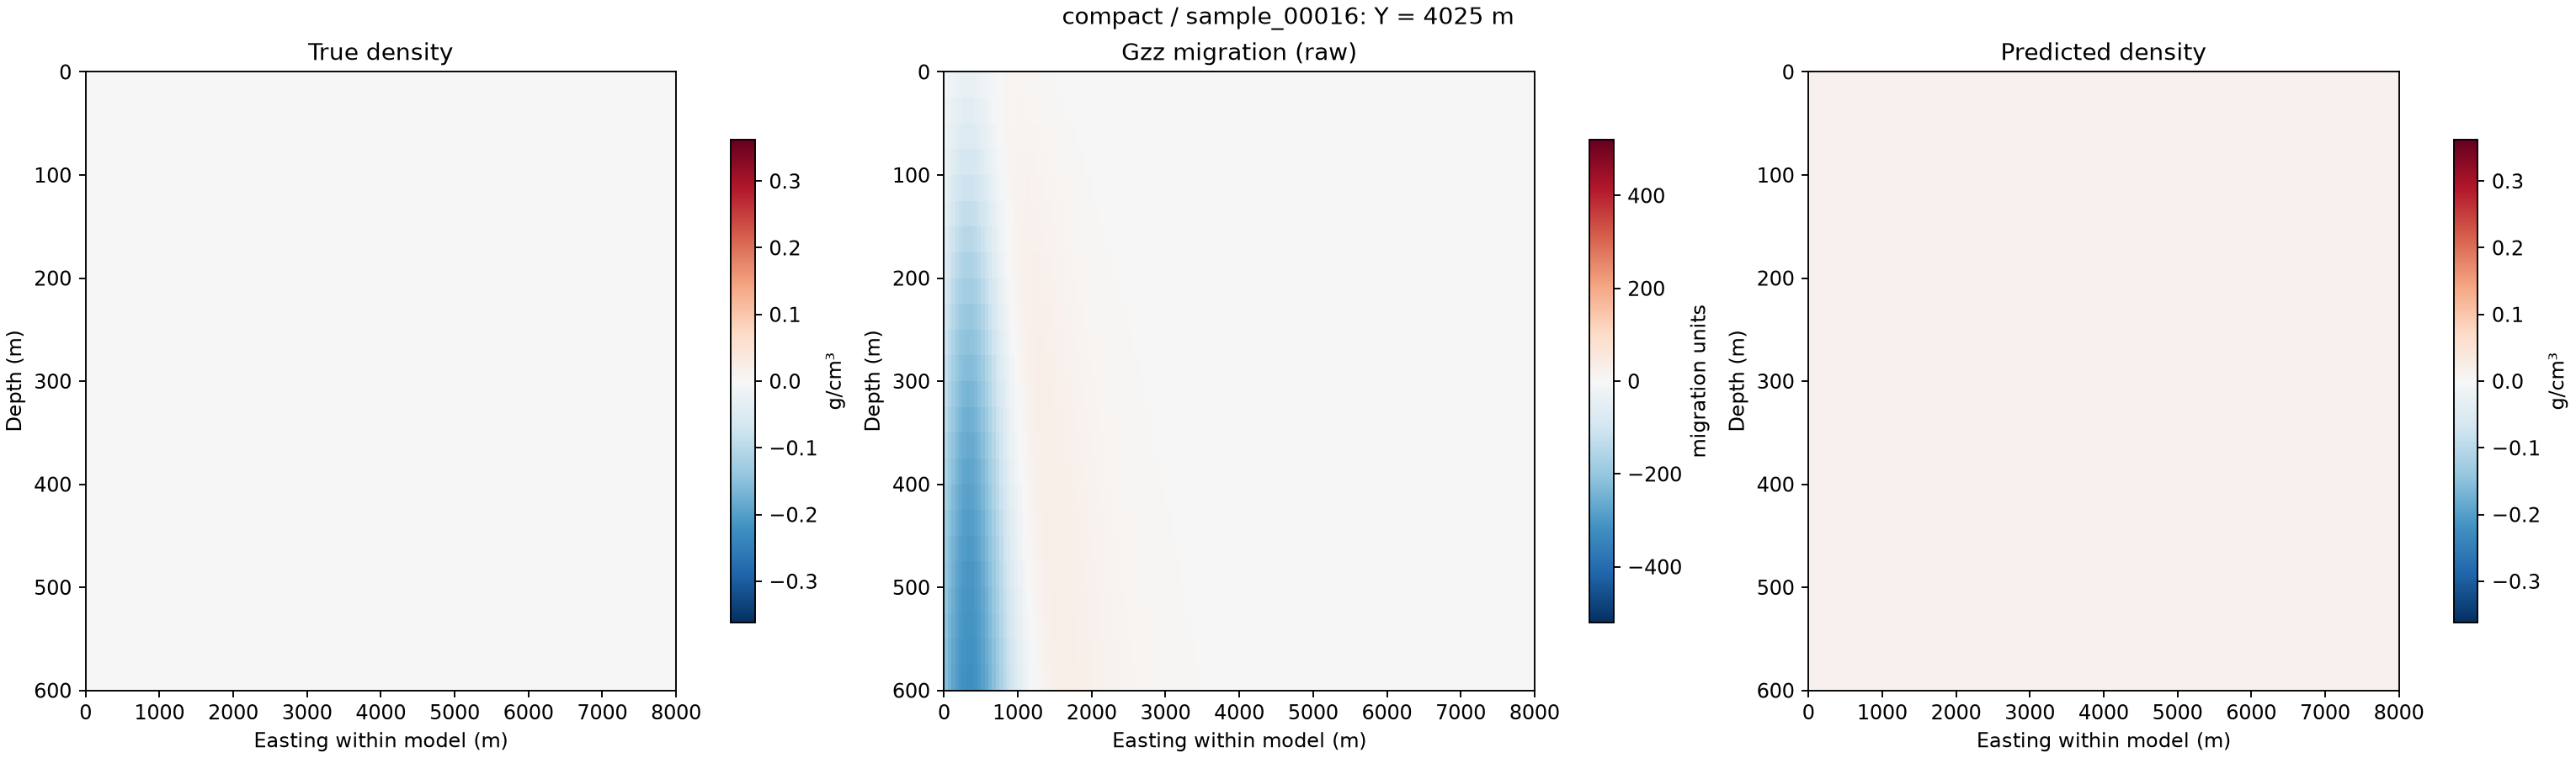 compact / sample_00016: Y = 4025 m
True density
0
100
200
300
400
500
600
Depth (m)
0 1000 2000 3000 4000 5000 6000 7000 8000
Easting within model (m)
0.3
0.2
0.1
0.0
−0.1
−0.2
−0.3
g/cm³
Gzz migration (raw)
0
100
200
300
400
500
600
Depth (m)
0 1000 2000 3000 4000 5000 6000 7000 8000
Easting within model (m)
400
200
0
−200
−400
migration units
Predicted density
0
100
200
300
400
500
600
Depth (m)
0 1000 2000 3000 4000 5000 6000 7000 8000
Easting within model (m)
0.3
0.2
0.1
0.0
−0.1
−0.2
−0.3
g/cm³